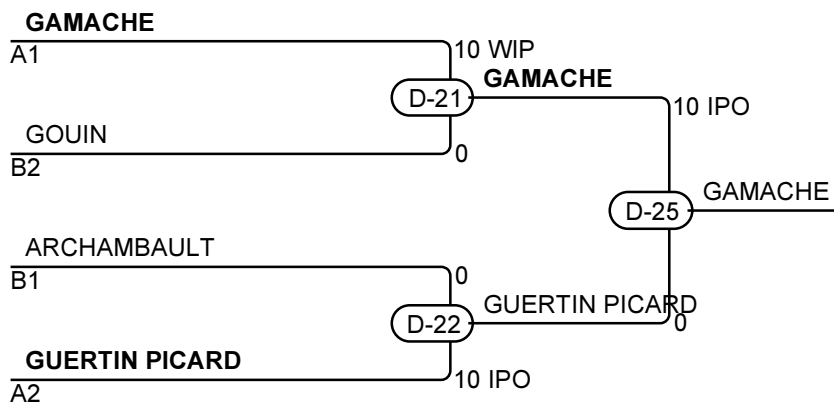 GAMACHE
A1
10 WIP
GAMACHE
D-21
10 IPO
GOUIN
0
B2
GAMACHE
D-25
ARCHAMBAULT
B1
0
GUERTIN PICARD
D-22
0
GUERTIN PICARD
10 IPO
A2